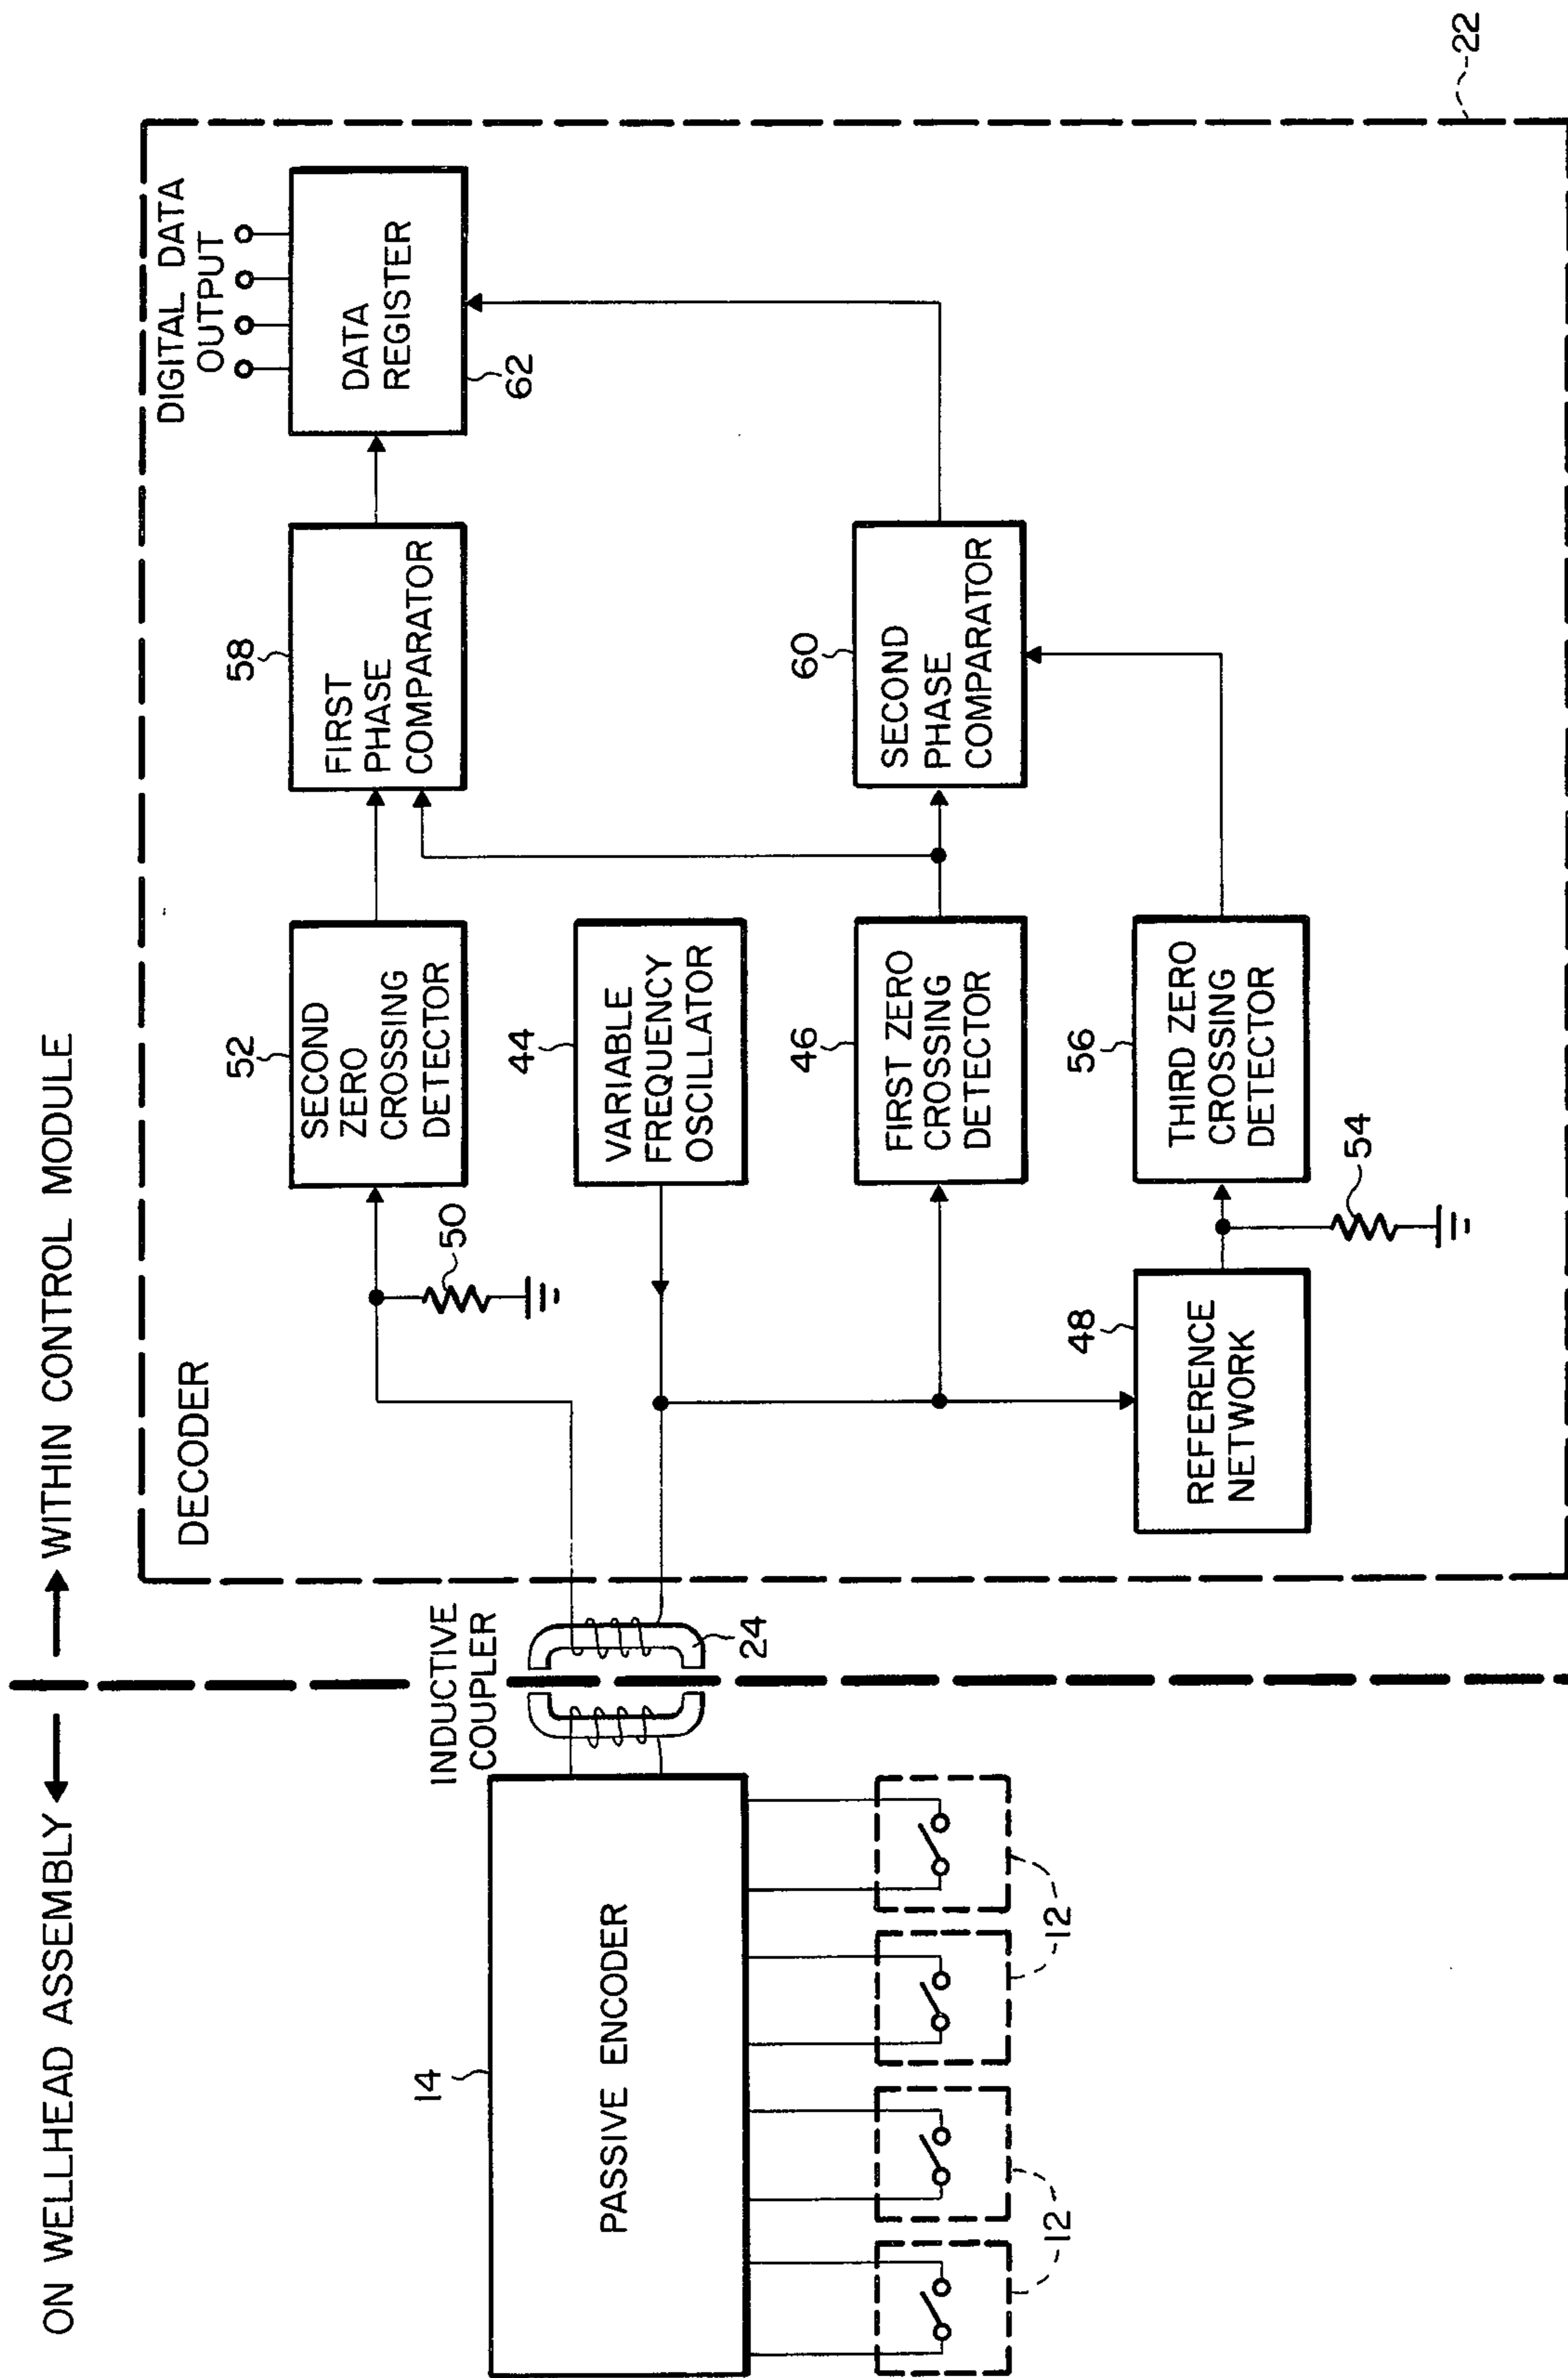 ON WELLHEAD ASSEMBLY
WITHIN CONTROL MODULE
DECODER
DIGITAL DATA
OUTPUT
INDUCTIVE
COUPLER
24
14
PASSIVE ENCODER
12
12
52
SECOND
ZERO
CROSSING
DETECTOR
50
58
FIRST
PHASE
COMPARATOR
DATA
REGISTER
62
44
VARIABLE
FREQUENCY
OSCILLATOR
46
FIRST ZERO
CROSSING
DETECTOR
60
SECOND
PHASE
COMPARATOR
48
REFERENCE
NETWORK
56
THIRD ZERO
CROSSING
DETECTOR
54
22